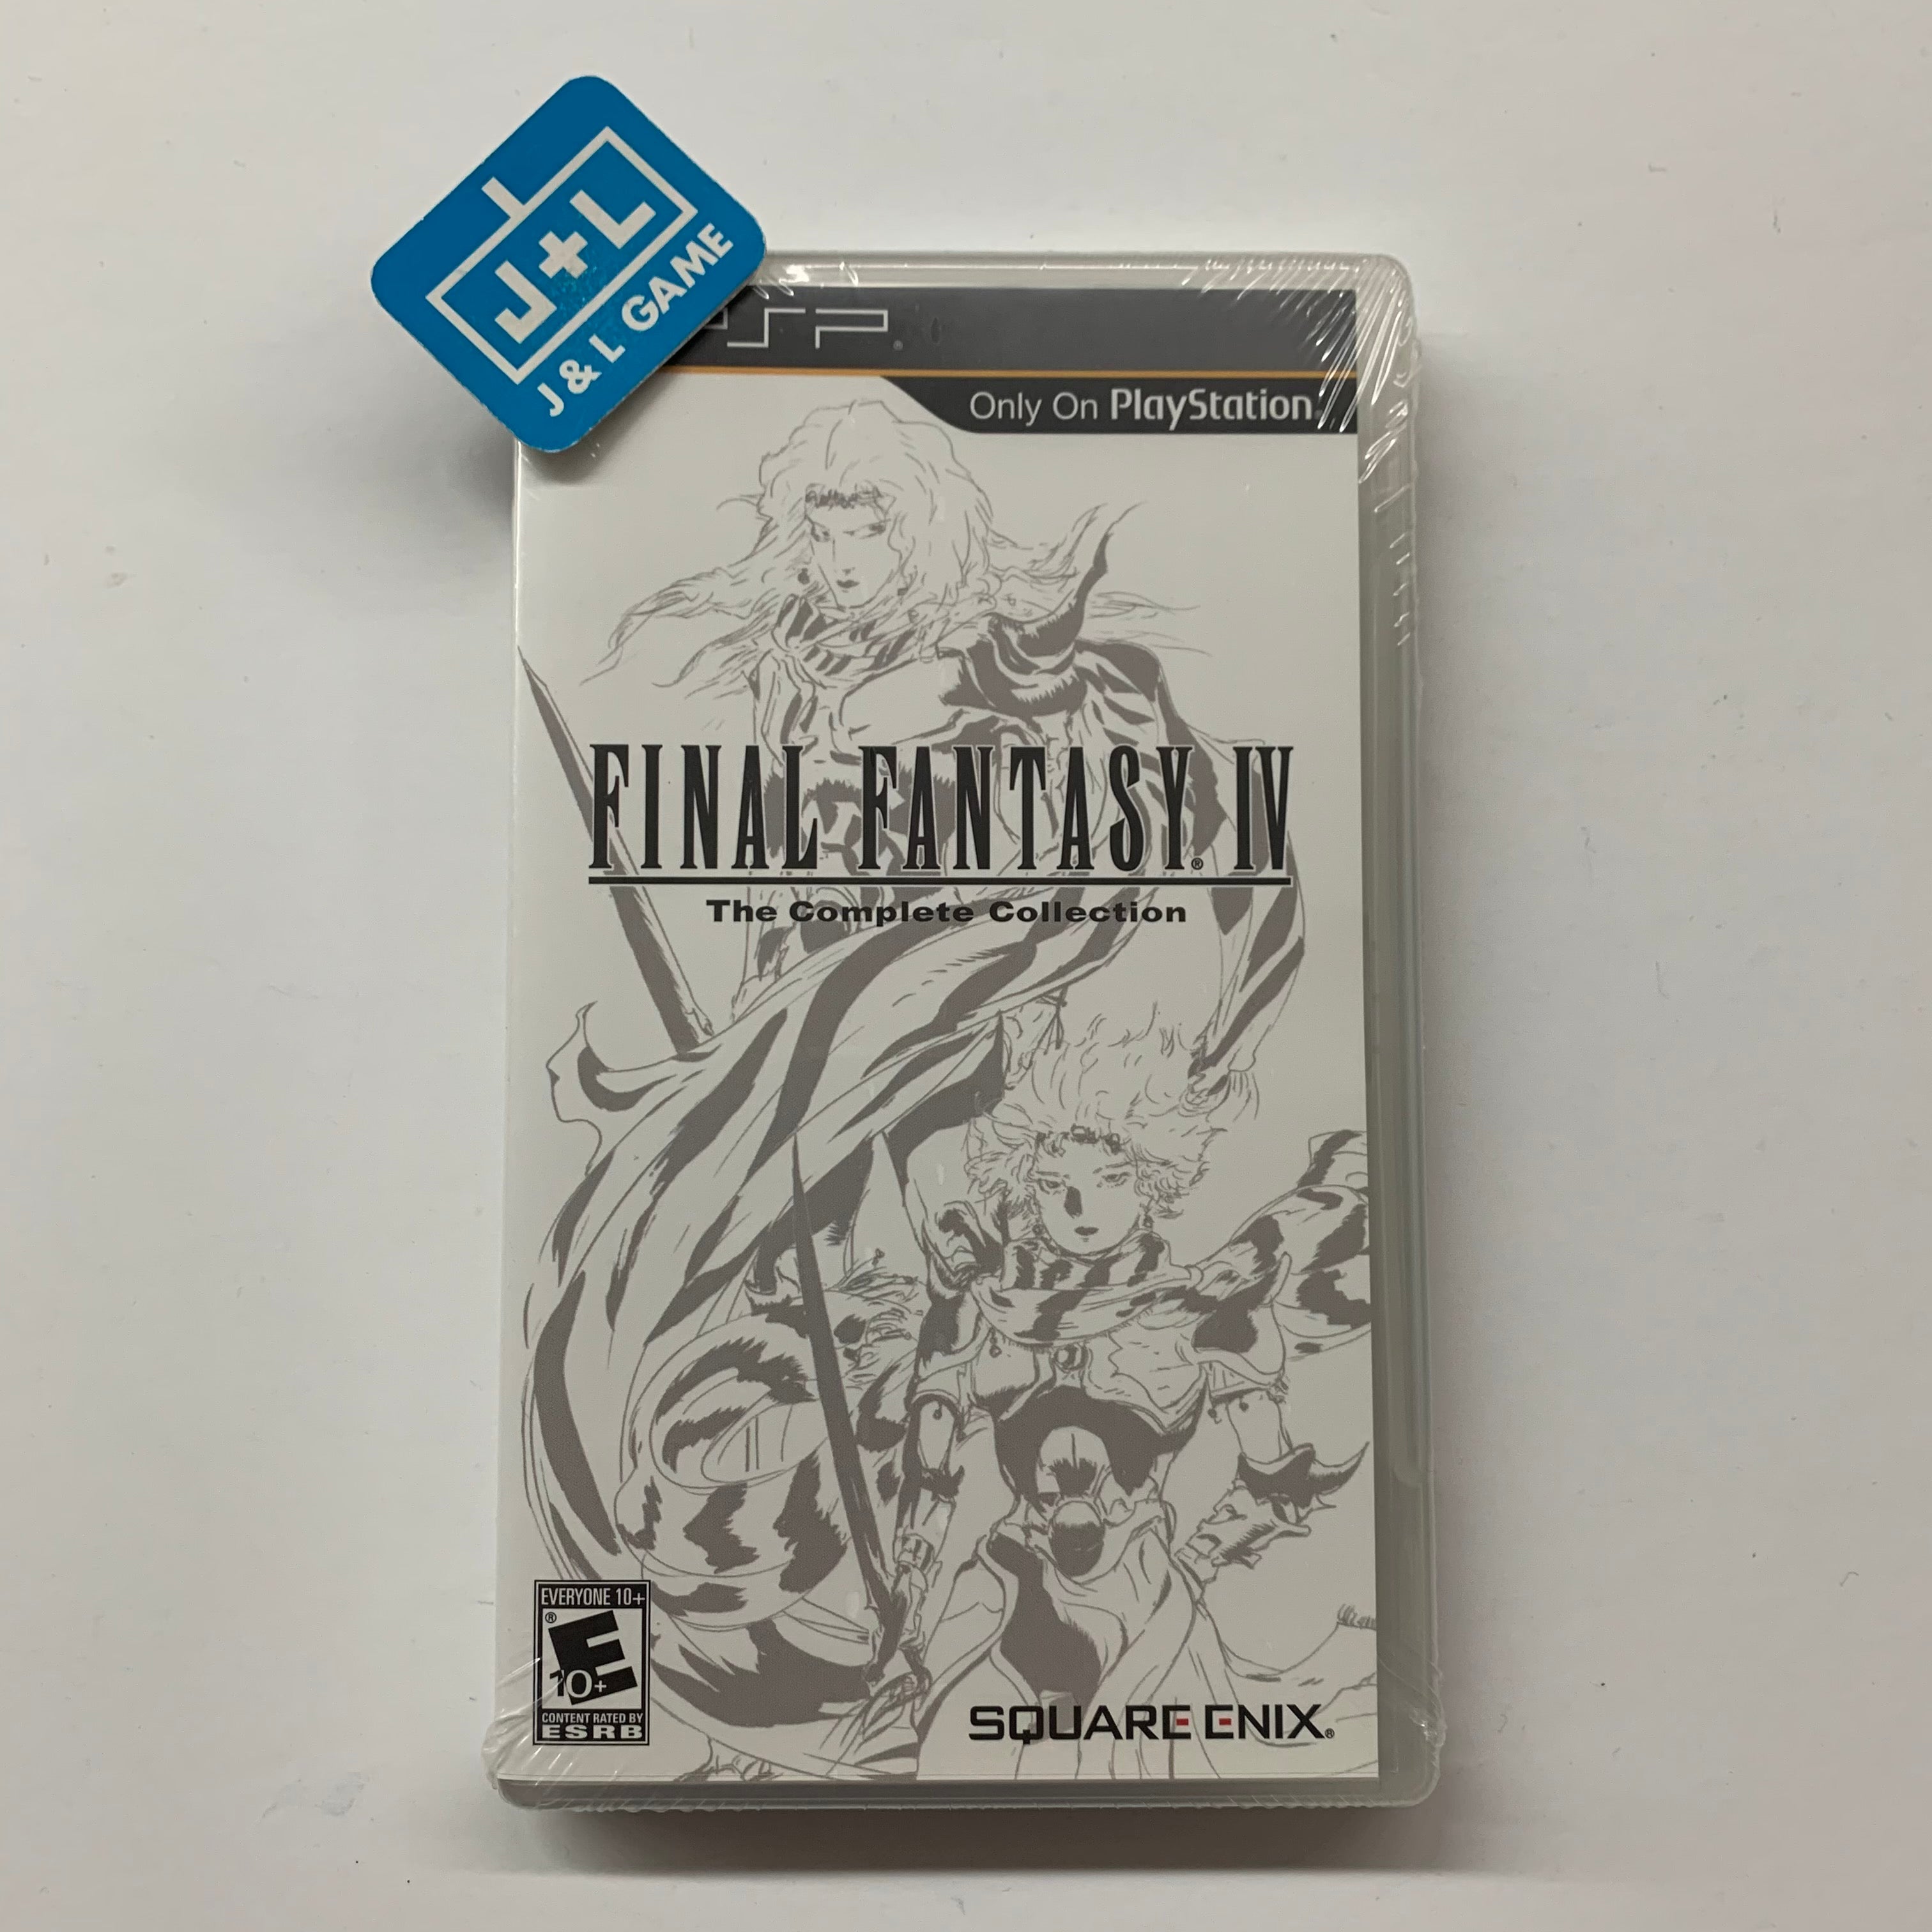 J+L
J & L GAME
PSP
Only On PlayStation
FINAL FANTASY® IV
The Complete Collection
EVERYONE 10+
®
E
10+
CONTENT RATED BY
ESRB
SQUARE ENIX®